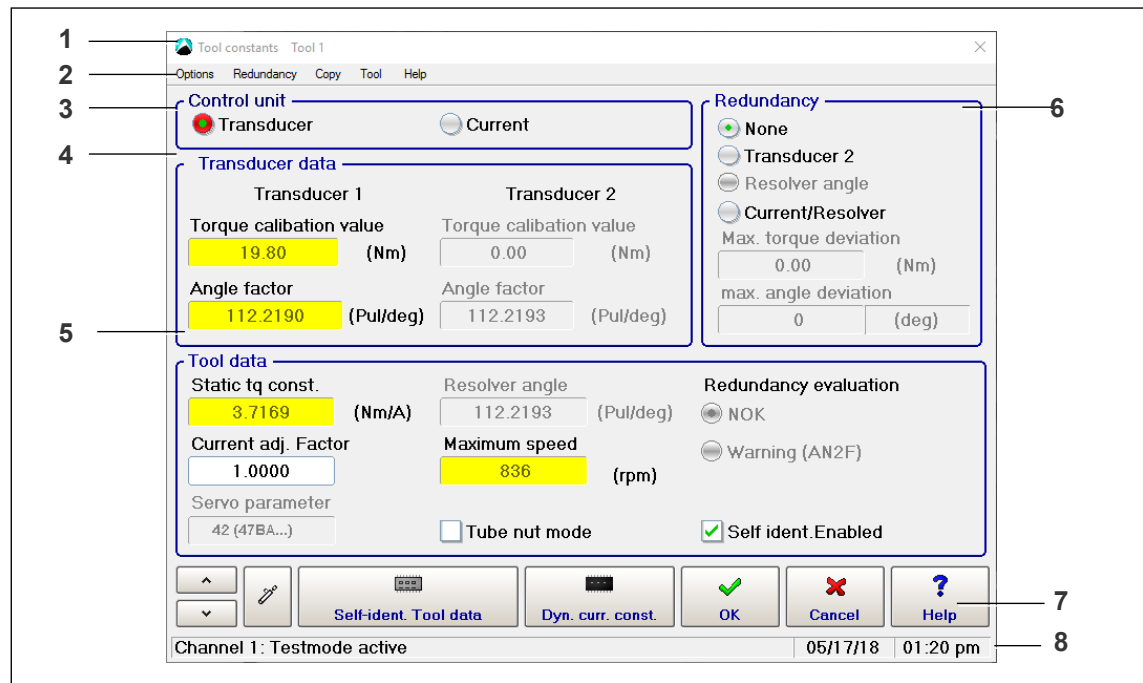 1
Tool constants Tool 1
2
Options Redundancy Copy Tool Help
3
Control unit
Transducer Current
4
Transducer data
Transducer 1 Transducer 2
Torque calibation value Torque calibation value
19.80 (Nm) 0.00 (Nm)
Angle factor Angle factor
112.2190 (Pul/deg) 112.2193 (Pul/deg)
5
Redundancy
6
None
Transducer 2
Resolver angle
Current/Resolver
Max. torque deviation
0.00 (Nm)
max. angle deviation
0 (deg)
Tool data
Static tq const. Resolver angle Redundancy evaluation
3.7169 (Nm/A) 112.2193 (Pul/deg) NOK
Current adj. Factor Maximum speed Warning (AN2F)
1.0000 836 (rpm)
Servo parameter
42 (47BA...) Tube nut mode Self ident.Enabled
Self-ident. Tool data Dyn. curr. const. OK Cancel ? Help
7
Channel 1: Testmode active 05/17/18 01:20 pm
8